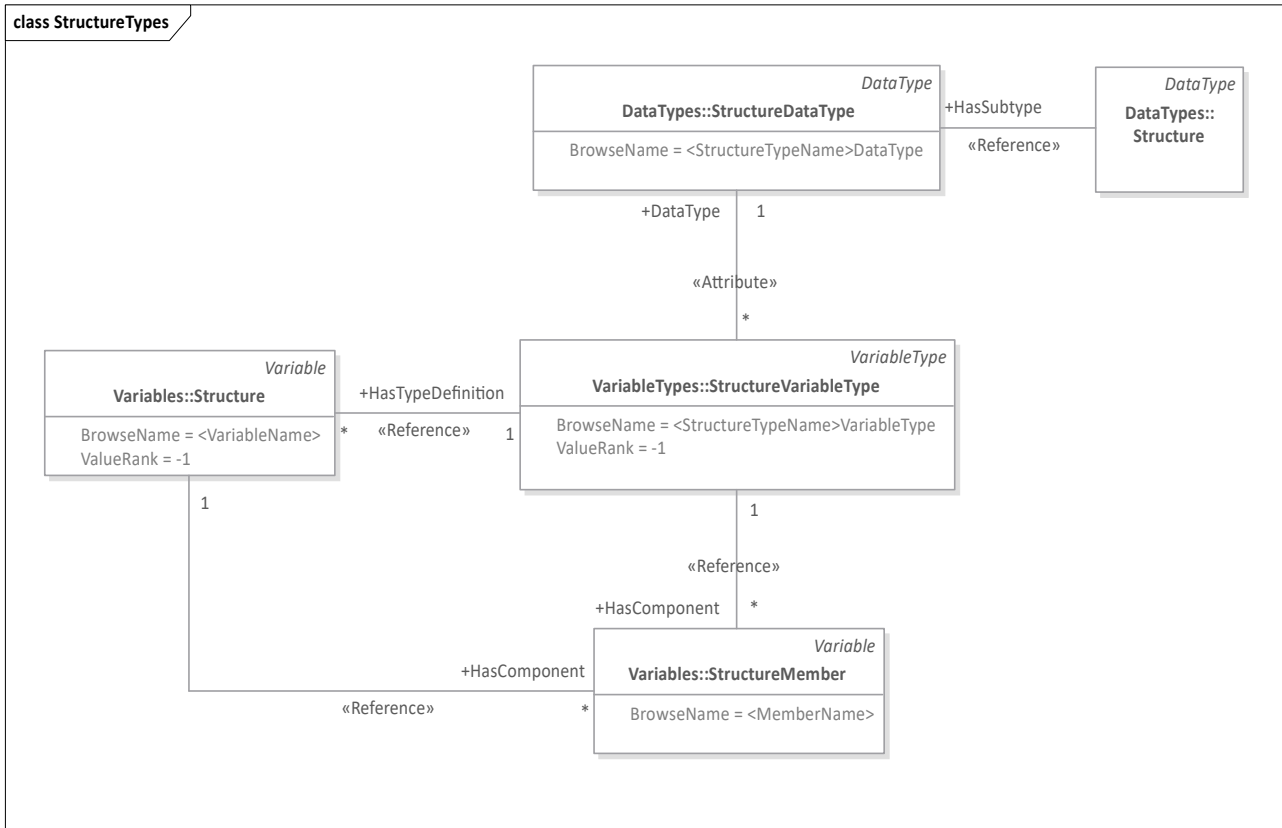 class StructureTypes
DataType
DataTypes::StructureDataType
BrowseName = <StructureTypeName>DataType
+HasSubtype
«Reference»
DataType
DataTypes::
Structure
+DataType
1
«Attribute»
*
Variable
Variables::Structure
BrowseName = <VariableName>
ValueRank = -1
+HasTypeDefinition
*
«Reference»
1
VariableType
VariableTypes::StructureVariableType
BrowseName = <StructureTypeName>VariableType
ValueRank = -1
1
1
«Reference»
+HasComponent
*
+HasComponent
«Reference»
*
Variable
Variables::StructureMember
BrowseName = <MemberName>